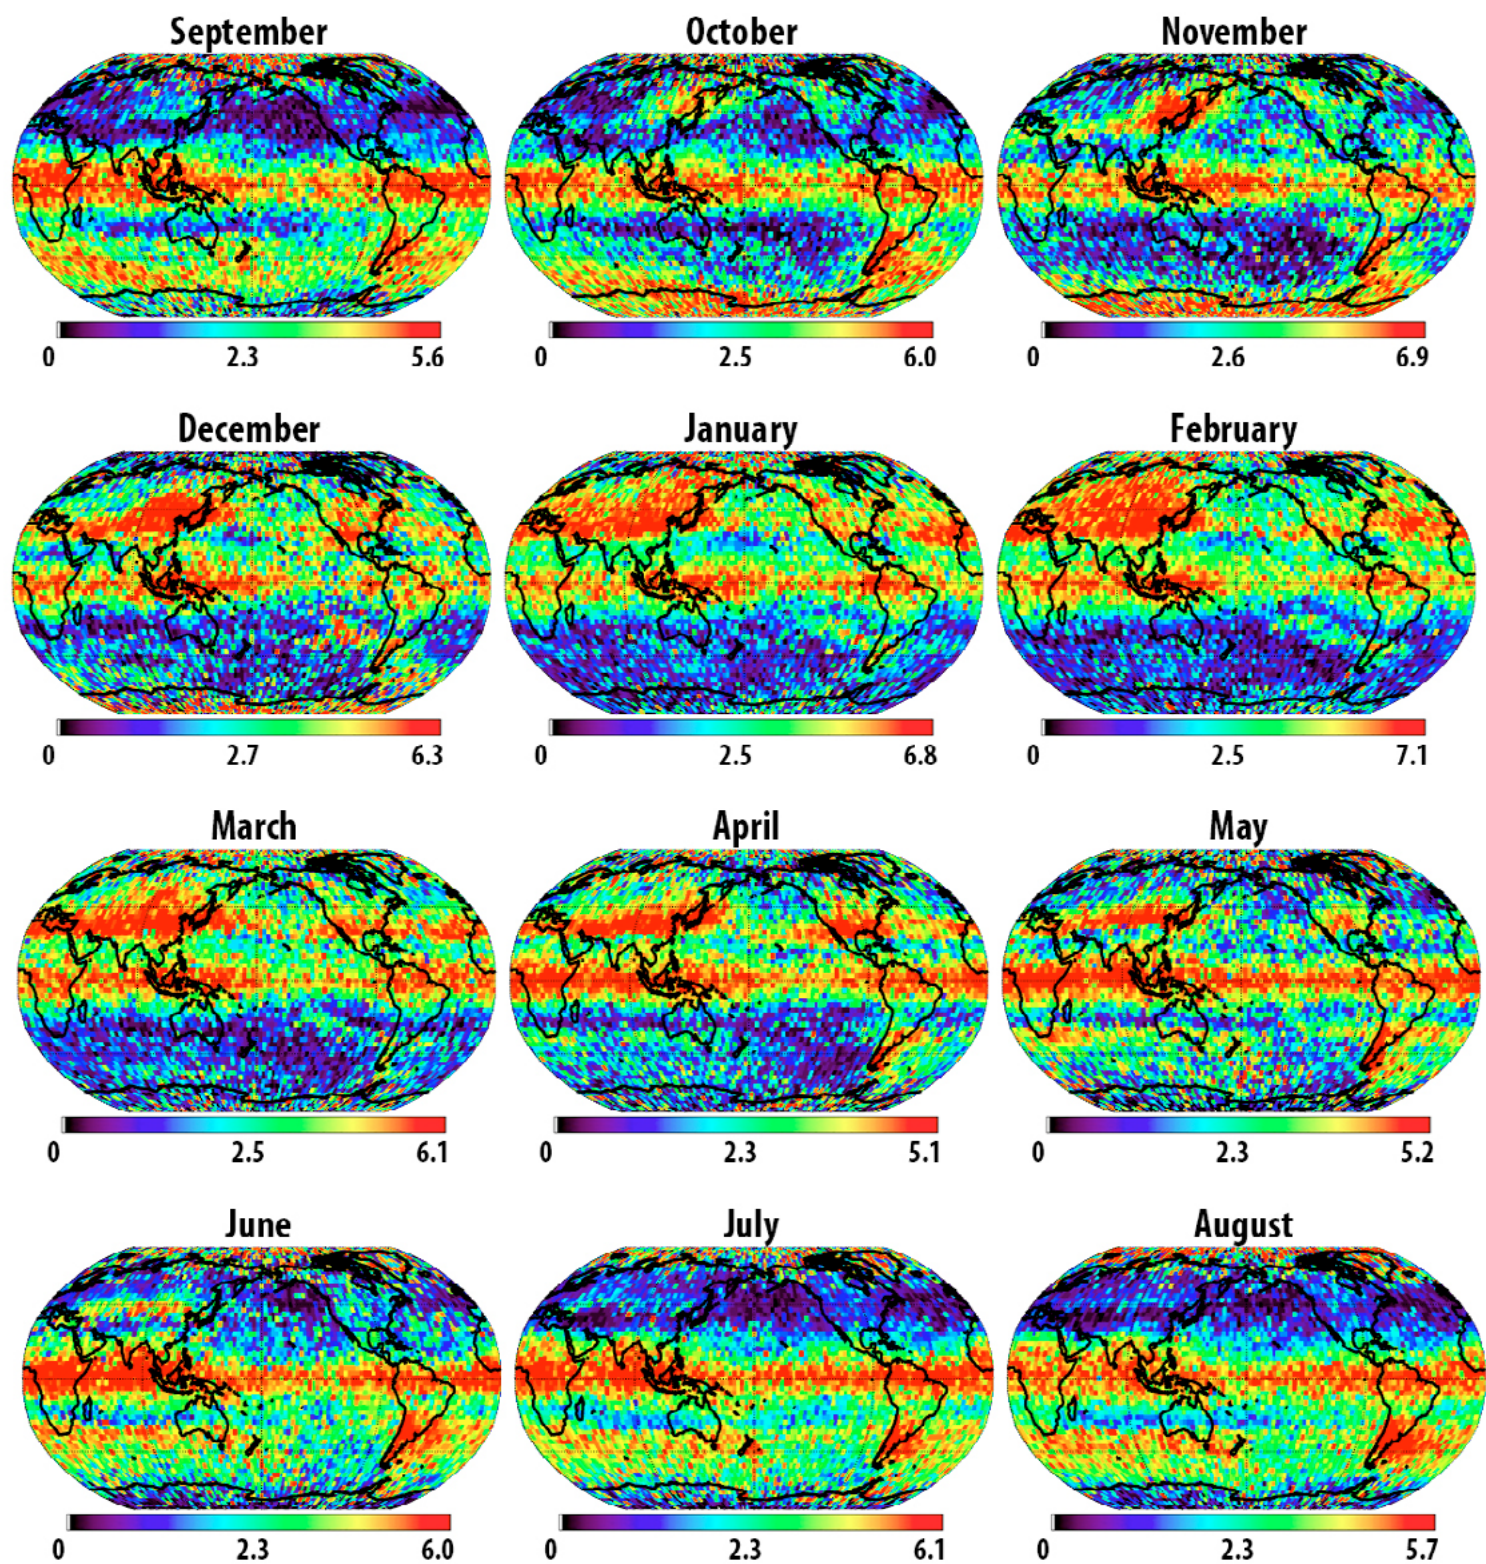 September October November
0 2.3 5.6 0 2.5 6.0 0 2.6 6.9
December January February
0 2.7 6.3 0 2.5 6.8 0 2.5 7.1
March April May
0 2.5 6.1 0 2.3 5.1 0 2.3 5.2
June July August
0 2.3 6.0 0 2.3 6.1 0 2.3 5.7